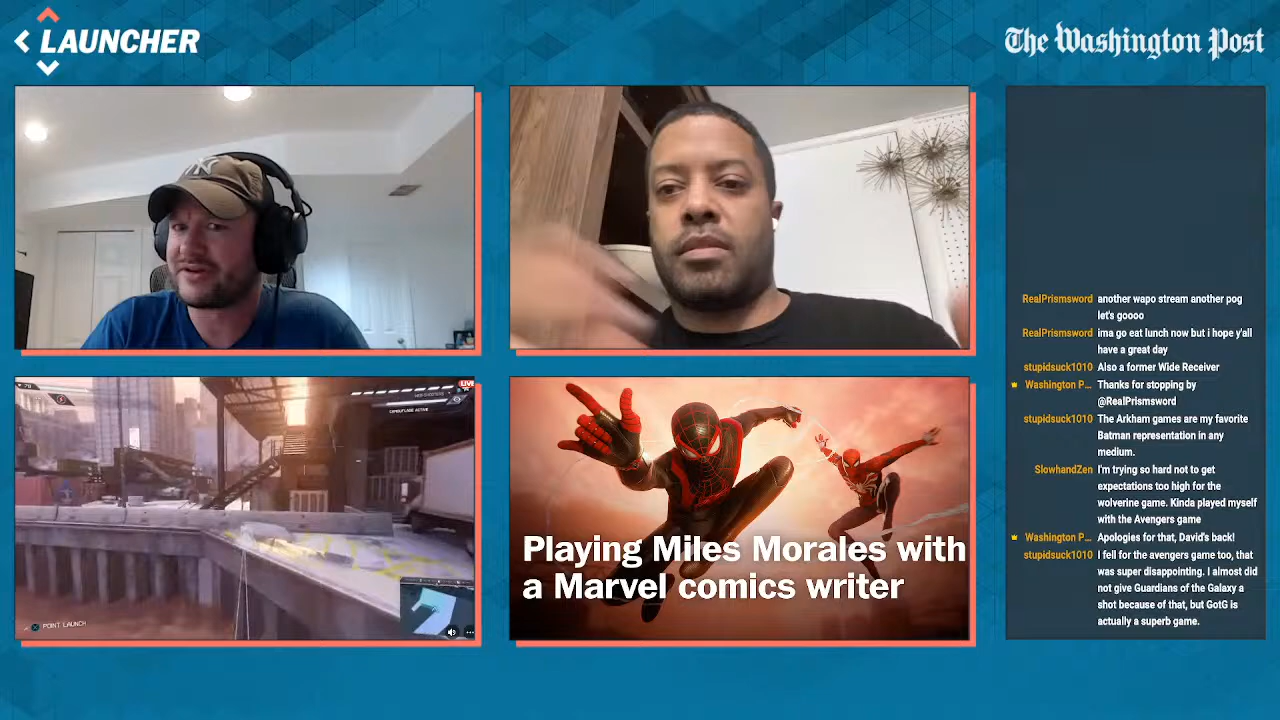 LAUNCHER
The Washington Post
NY
RealPrismsword another wapo stream another pog
let's goooo
RealPrismsword ima go eat lunch now but i hope y'all
have a great day
stupidsuck1010 Also a former Wide Receiver
Washington P... Thanks for stopping by
@RealPrismsword
stupidsuck1010 The Arkham games are my favorite
Batman representation in any
medium.
SlowhandZen I'm trying so hard not to get
expectations too high for the
wolverine game. Kinda played myself
with the Avengers game
Washington P... Apologies for that, David's back!
stupidsuck1010 I fell for the avengers game too, that
was super disappointing. I almost did
not give Guardians of the Galaxy a
shot because of that, but GotG is
actually a superb game.
LIVE
CAMOUFLAGE ACTIVE
POINT LAUNCH
Playing Miles Morales with
a Marvel comics writer